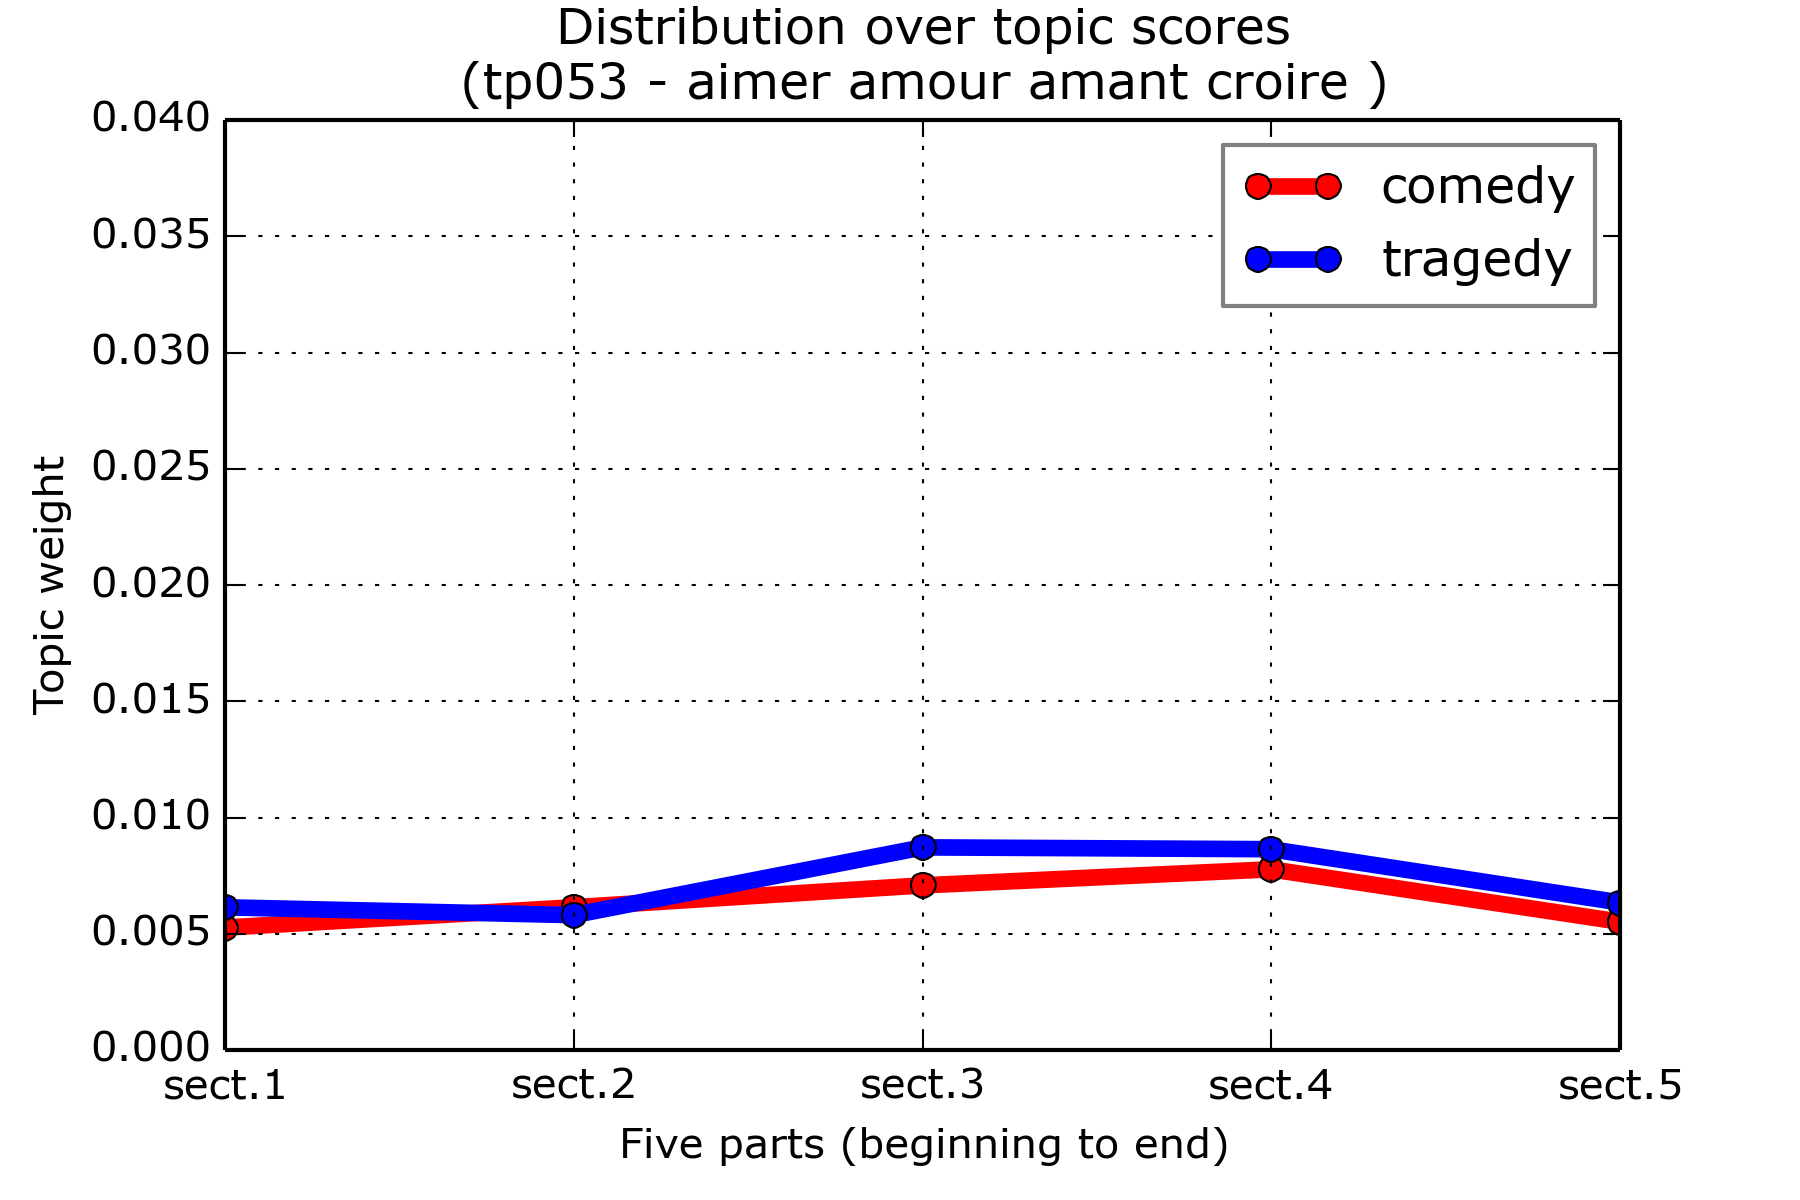 Distribution over topic scores
(tp053 - aimer amour amant croire )
0.040
0.035
0.030
0.025
0.020
0.015
0.010
0.005
0.000
Topic weight
comedy
tragedy
sect.1 sect.2 sect.3 sect.4 sect.5
Five parts (beginning to end)